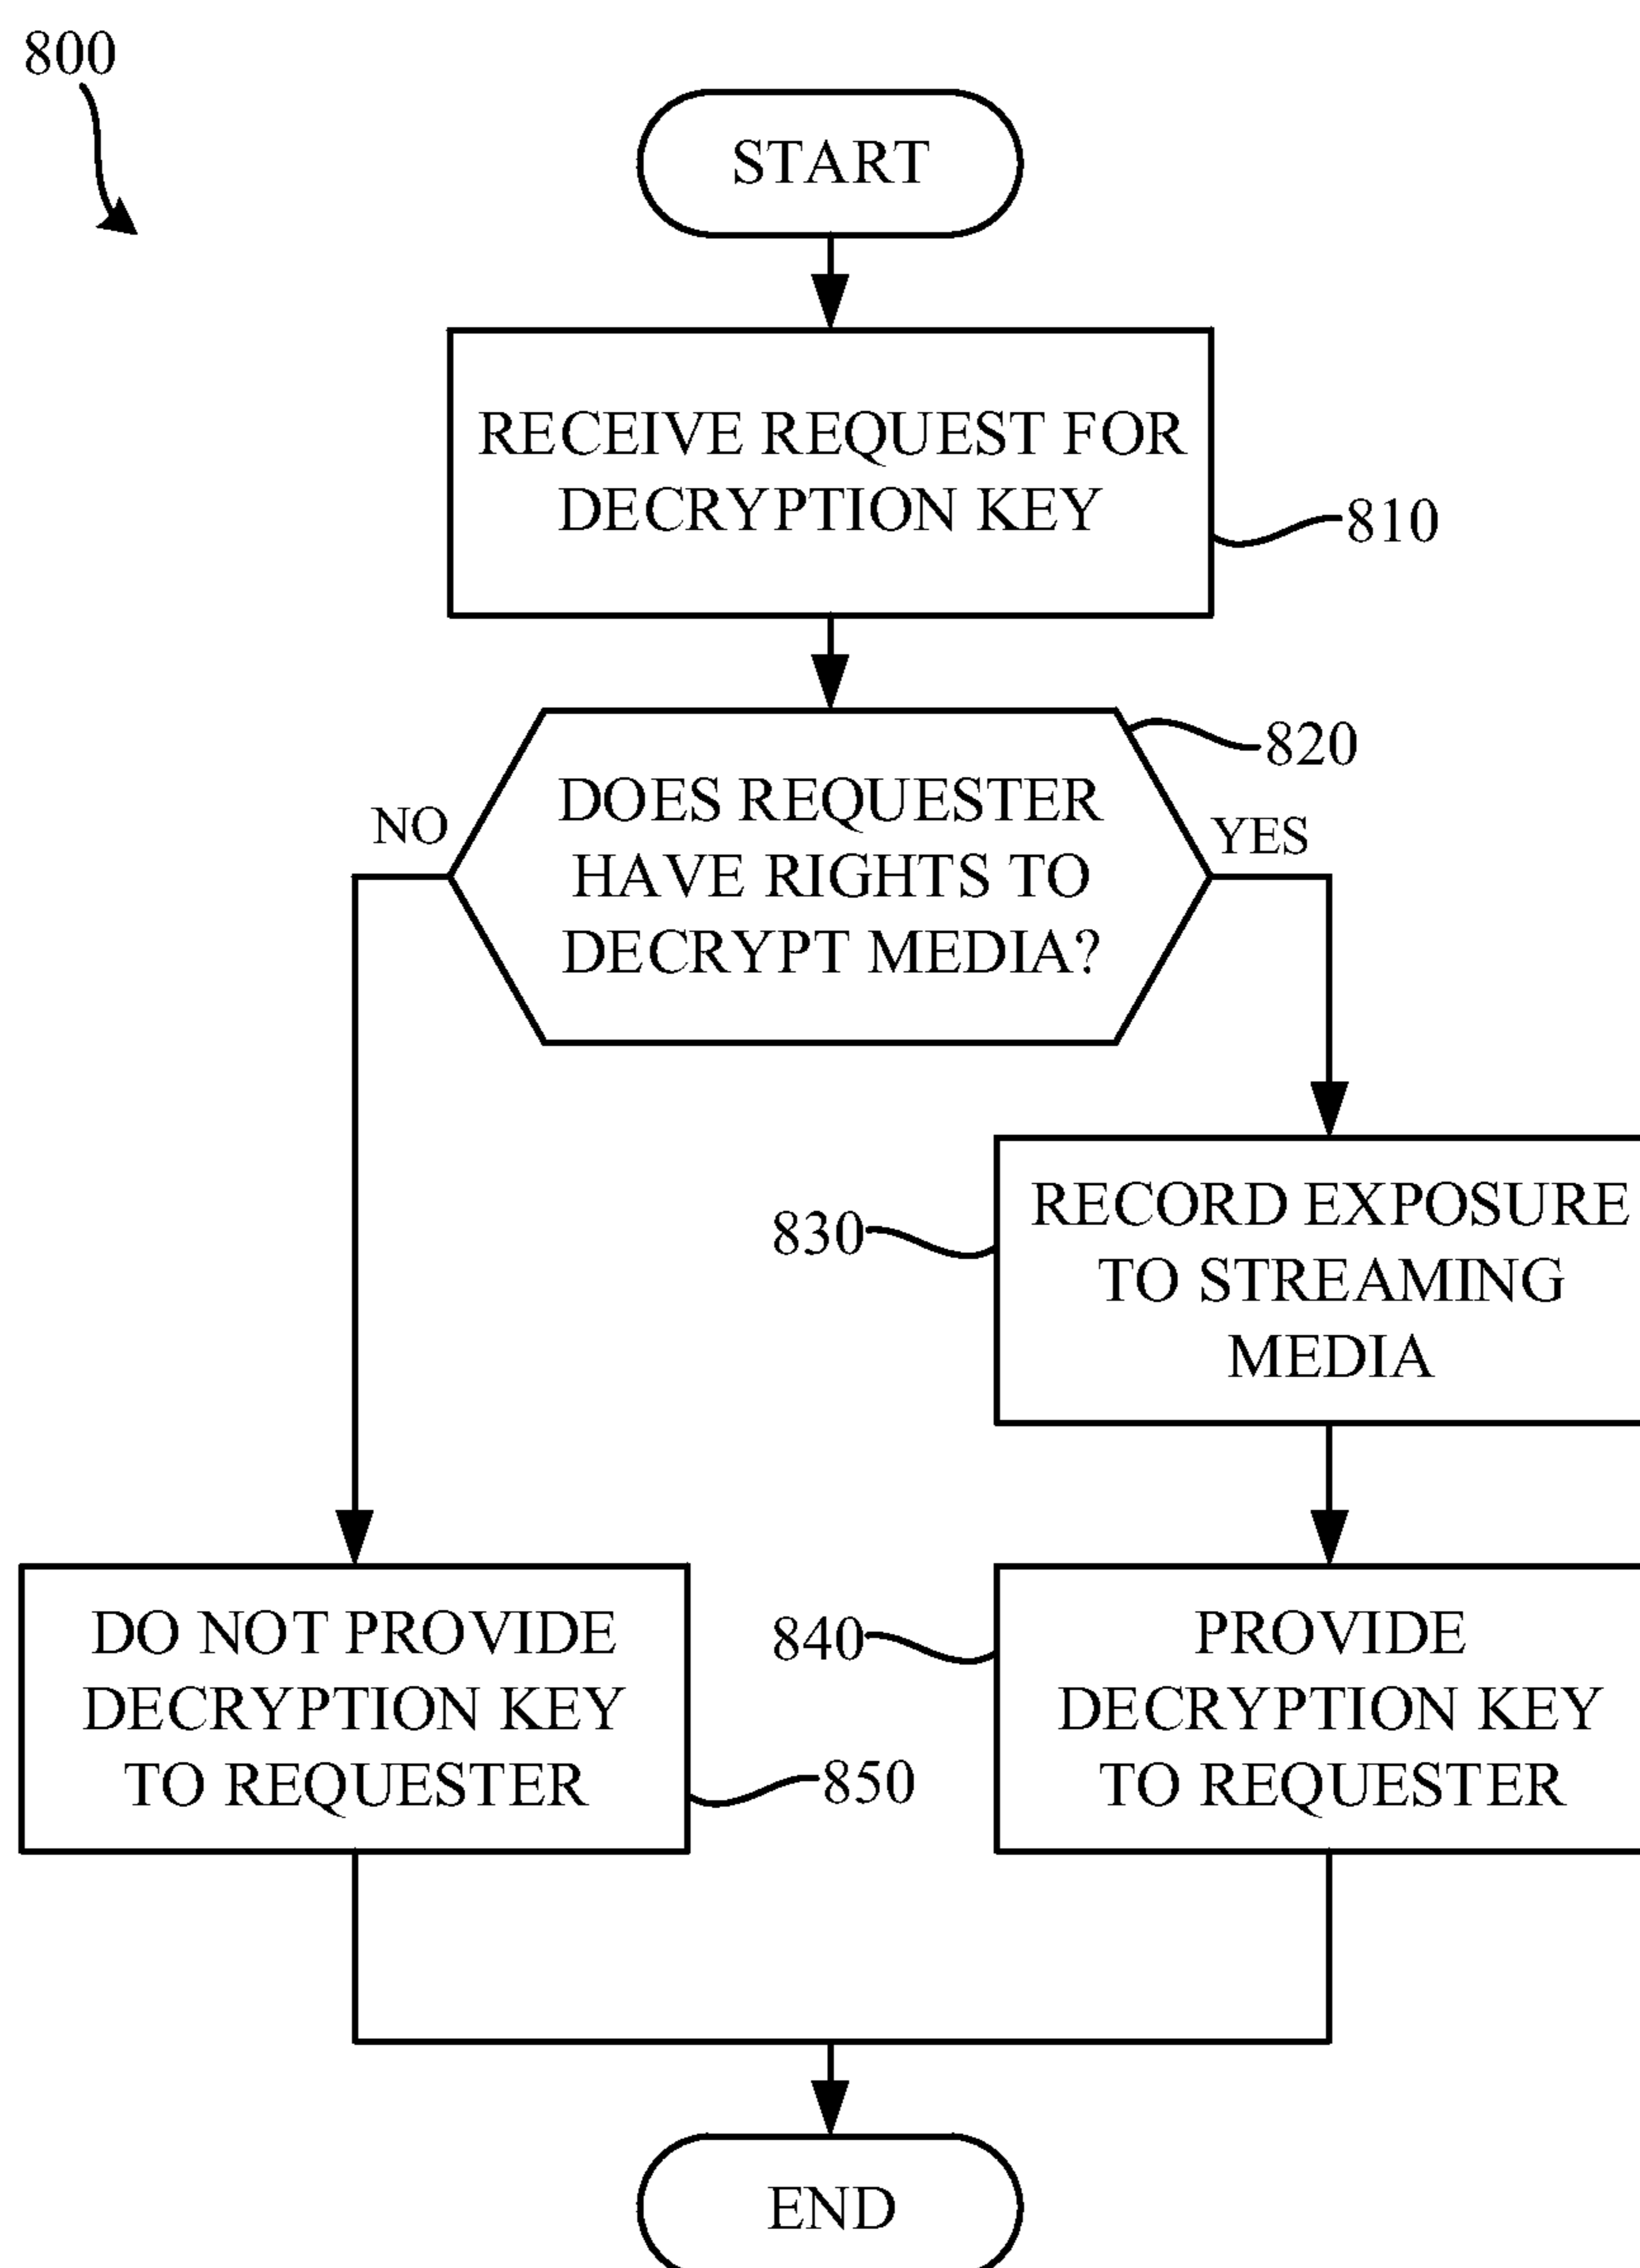 800
START
RECEIVE REQUEST FOR
DECRYPTION KEY
810
820
DOES REQUESTER
HAVE RIGHTS TO
DECRYPT MEDIA?
NO
YES
830
RECORD EXPOSURE
TO STREAMING
MEDIA
DO NOT PROVIDE
DECRYPTION KEY
TO REQUESTER
850
840
PROVIDE
DECRYPTION KEY
TO REQUESTER
END